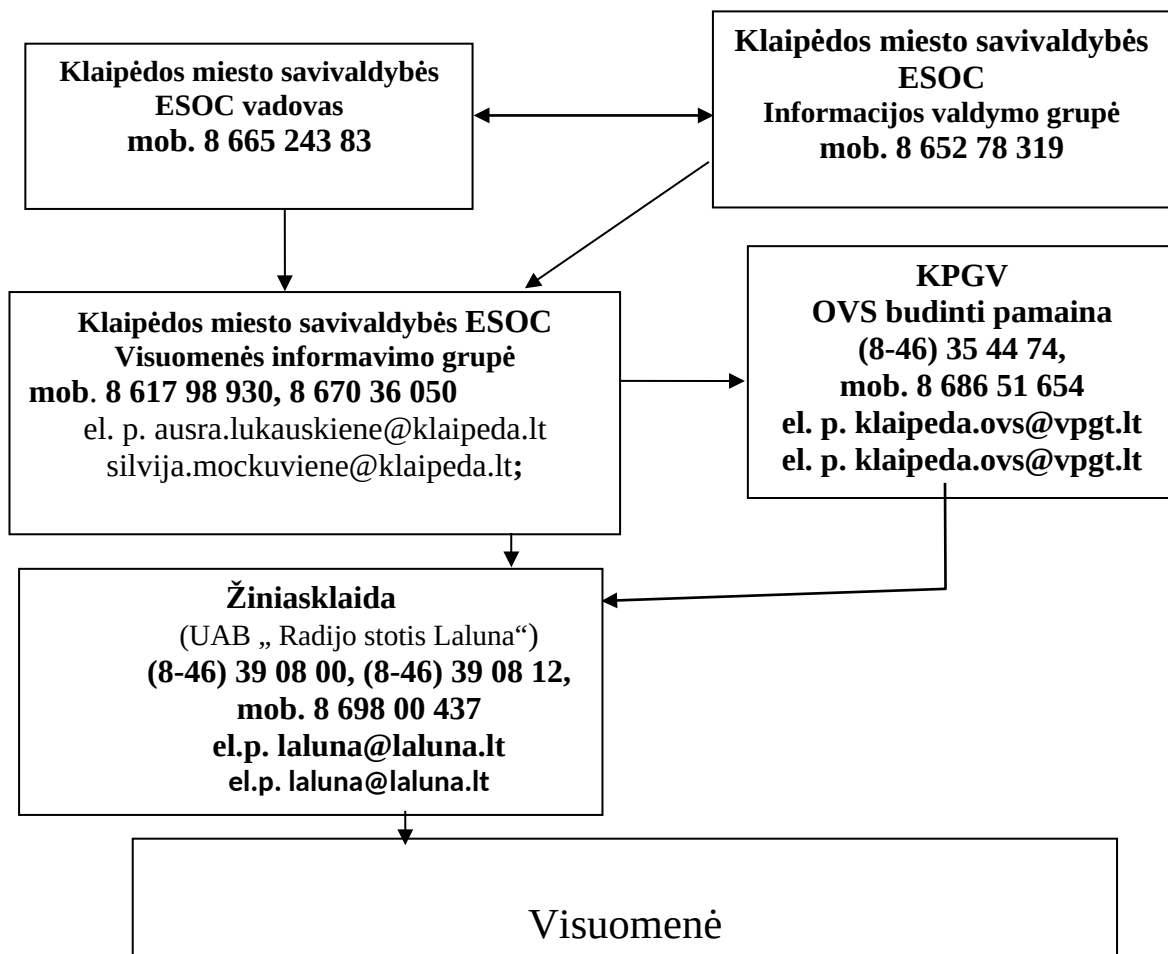 Klaipėdos miesto savivaldybės
ESOC vadovas
mob. 8 665 243 83
Klaipėdos miesto savivaldybės
ESOC
Informacijos valdymo grupė
mob. 8 652 78 319
Klaipėdos miesto savivaldybės ESOC
Visuomenės informavimo grupė
mob. 8 617 98 930, 8 670 36 050
el. p. ausra.lukauskiene@klaipeda.lt
silvija.mockuviene@klaipeda.lt;
KPGV
OVS budinti pamaina
(8-46) 35 44 74,
mob. 8 686 51 654
el. p. klaipeda.ovs@vpgt.lt
el. p. klaipeda.ovs@vpgt.lt
Žiniasklaida
(UAB „ Radijo stotis Laluna“)
(8-46) 39 08 00, (8-46) 39 08 12,
mob. 8 698 00 437
el.p. laluna@laluna.lt
el.p. laluna@laluna.lt
Visuomenė